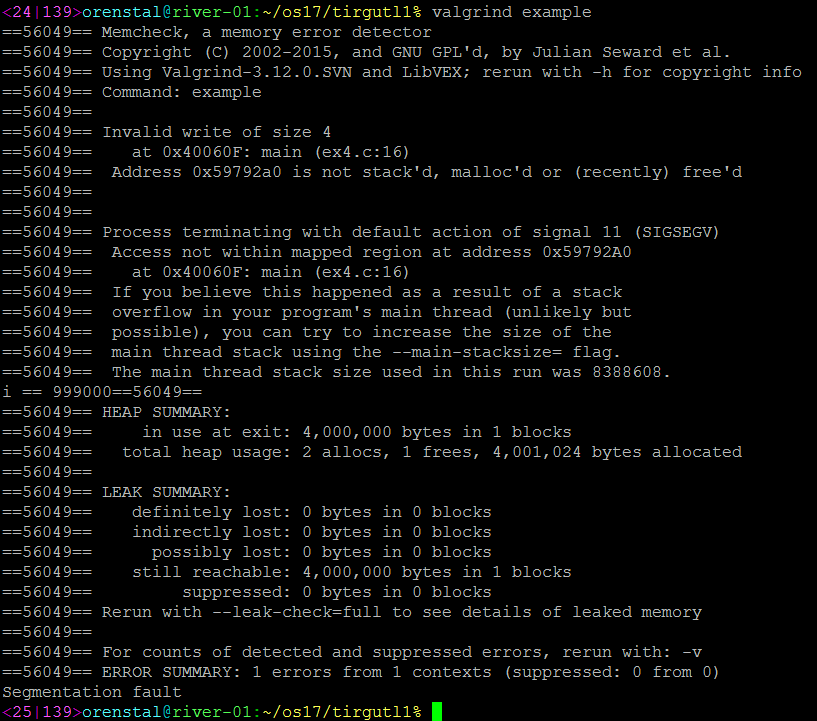 <24|139>orenstal@river-01:~/os17/tirgutl1% valgrind example
==56049== Memcheck, a memory error detector
==56049== Copyright (C) 2002-2015, and GNU GPL'd, by Julian Seward et al.
==56049== Using Valgrind-3.12.0.SVN and LibVEX; rerun with -h for copyright info
==56049== Command: example
==56049==
==56049== Invalid write of size 4
==56049==    at 0x40060F: main (ex4.c:16)
==56049==  Address 0x59792a0 is not stack'd, malloc'd or (recently) free'd
==56049==
==56049==
==56049== Process terminating with default action of signal 11 (SIGSEGV)
==56049==  Access not within mapped region at address 0x59792A0
==56049==    at 0x40060F: main (ex4.c:16)
==56049==  If you believe this happened as a result of a stack
==56049==  overflow in your program's main thread (unlikely but
==56049==  possible), you can try to increase the size of the
==56049==  main thread stack using the --main-stacksize= flag.
==56049==  The main thread stack size used in this run was 8388608.
i == 999000==56049==
==56049== HEAP SUMMARY:
==56049==     in use at exit: 4,000,000 bytes in 1 blocks
==56049==   total heap usage: 2 allocs, 1 frees, 4,001,024 bytes allocated
==56049==
==56049== LEAK SUMMARY:
==56049==    definitely lost: 0 bytes in 0 blocks
==56049==    indirectly lost: 0 bytes in 0 blocks
==56049==      possibly lost: 0 bytes in 0 blocks
==56049==    still reachable: 4,000,000 bytes in 1 blocks
==56049==         suppressed: 0 bytes in 0 blocks
==56049== Rerun with --leak-check=full to see details of leaked memory
==56049==
==56049== For counts of detected and suppressed errors, rerun with: -v
==56049== ERROR SUMMARY: 1 errors from 1 contexts (suppressed: 0 from 0)
Segmentation fault
<25|139>orenstal@river-01:~/os17/tirgutl1%